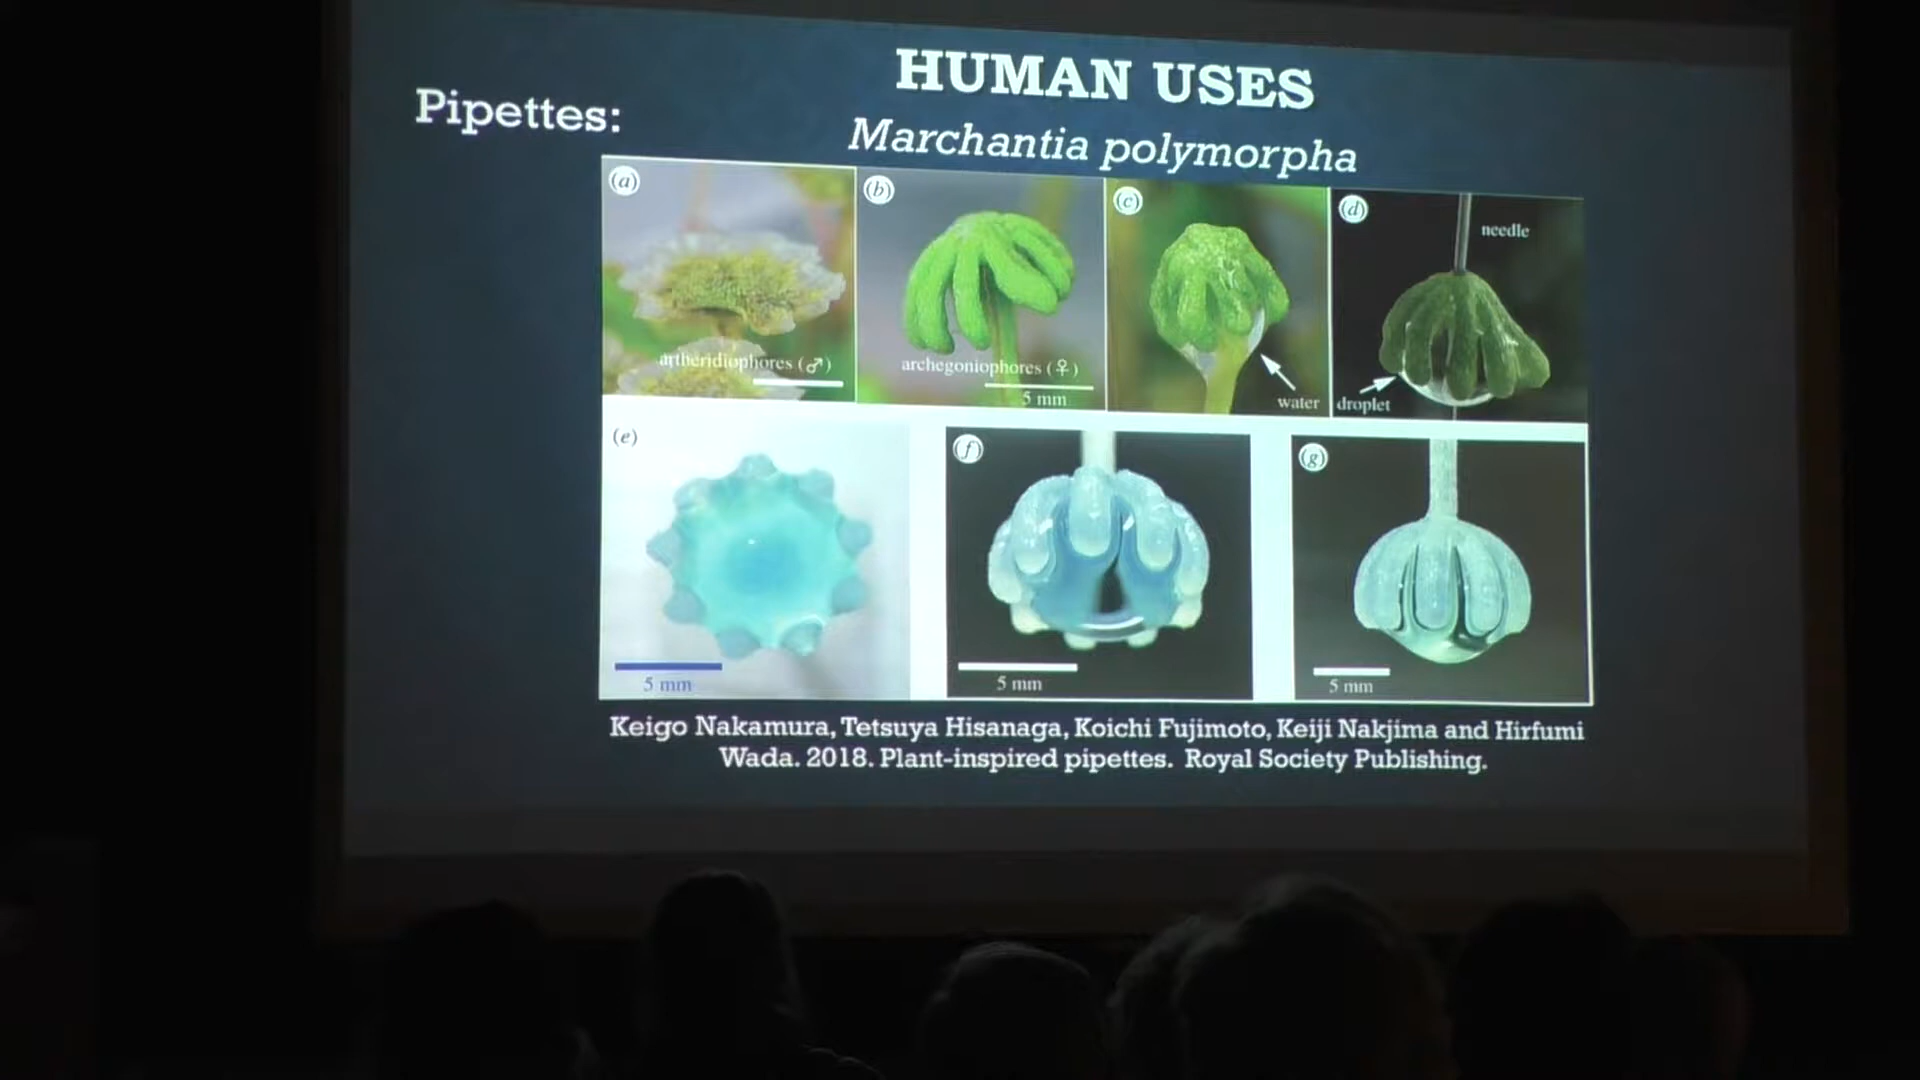 HUMAN USES
Pipettes:
Marchantia polymorpha
(a)
artheridiophores (♂)
(b)
archegoniophores (♀)
5 mm
(c)
water
(d)
needle
droplet
(e)
5 mm
(f)
5 mm
(g)
5 mm
Keigo Nakamura, Tetsuya Hisanaga, Koichi Fujimoto, Keiji Nakjima and Hirfumi
Wada. 2018. Plant-inspired pipettes. Royal Society Publishing.